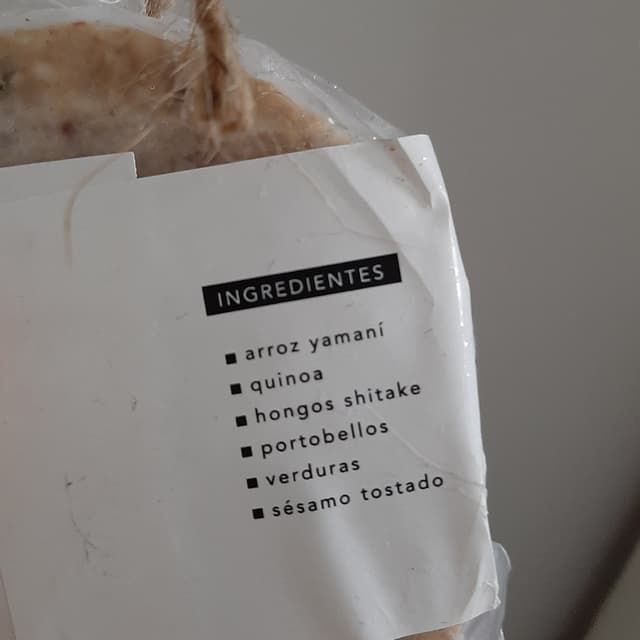 INGREDIENTES
■ arroz yamaní
■ quinoa
■ hongos shitake
■ portobellos
■ verduras
■ sésamo tostado